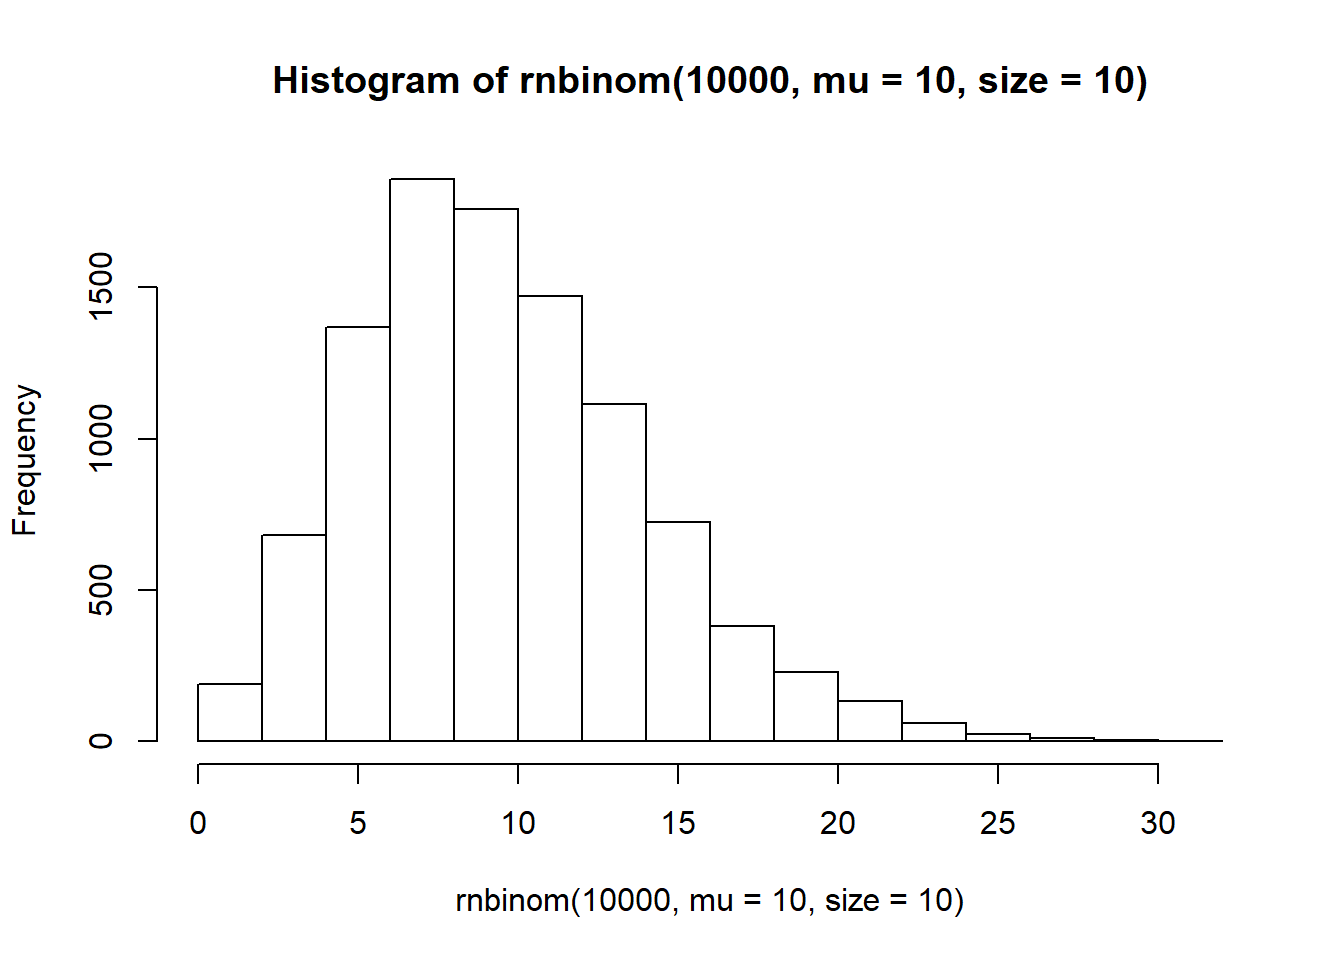 Histogram of rnbinom(10000, mu = 10, size = 10)
Frequency
1500
1000
500
0
0 5 10 15 20 25 30
rnbinom(10000, mu = 10, size = 10)